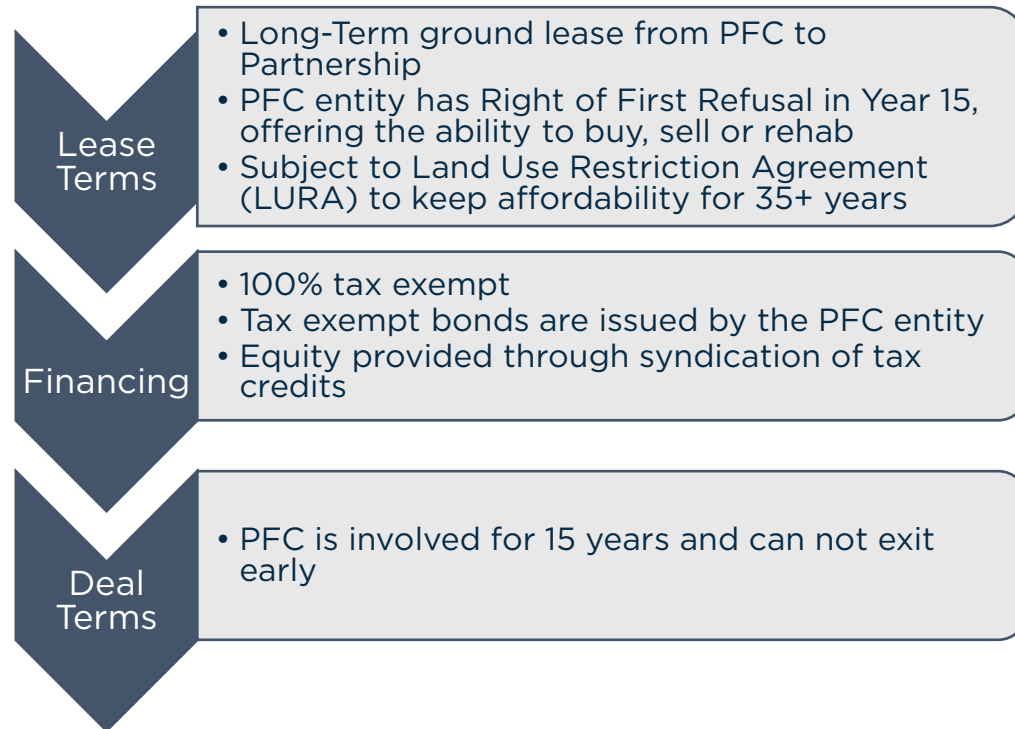 Lease
Terms
• Long-Term ground lease from PFC to
Partnership
• PFC entity has Right of First Refusal in Year 15,
offering the ability to buy, sell or rehab
• Subject to Land Use Restriction Agreement
(LURA) to keep affordability for 35+ years
Financing
• 100% tax exempt
• Tax exempt bonds are issued by the PFC entity
• Equity provided through syndication of tax
credits
Deal
Terms
• PFC is involved for 15 years and can not exit
early